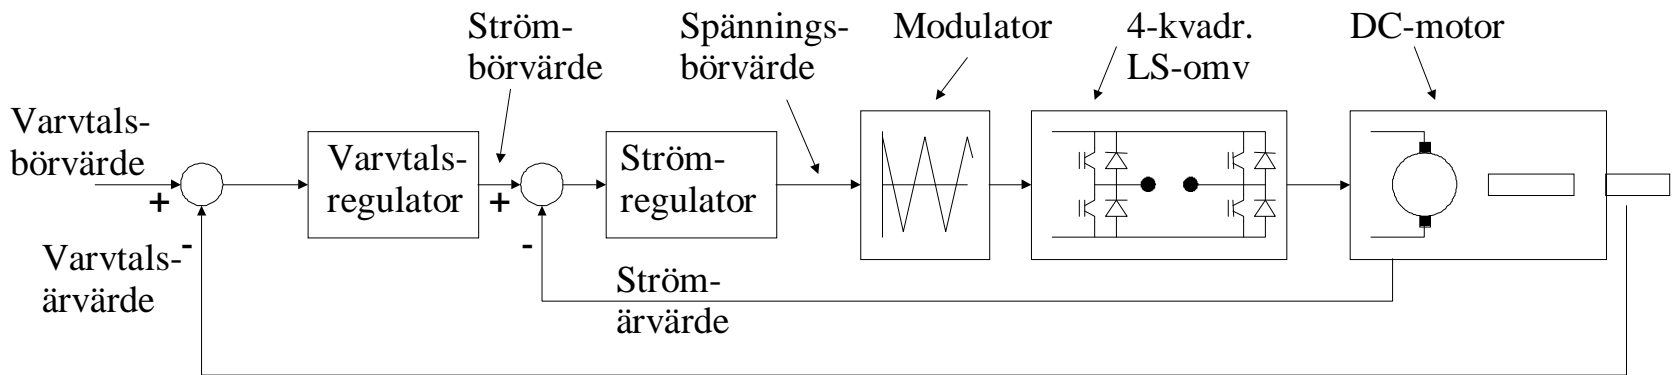 Ström-
börvärde
Spännings-
börvärde
Modulator
4-kvadr.
LS-omv
DC-motor
Varvtals-
börvärde
+
-
Varvtals-
ärvärde
Varvtals-
regulator
+
-
Ström-
regulator
Ström-
ärvärde